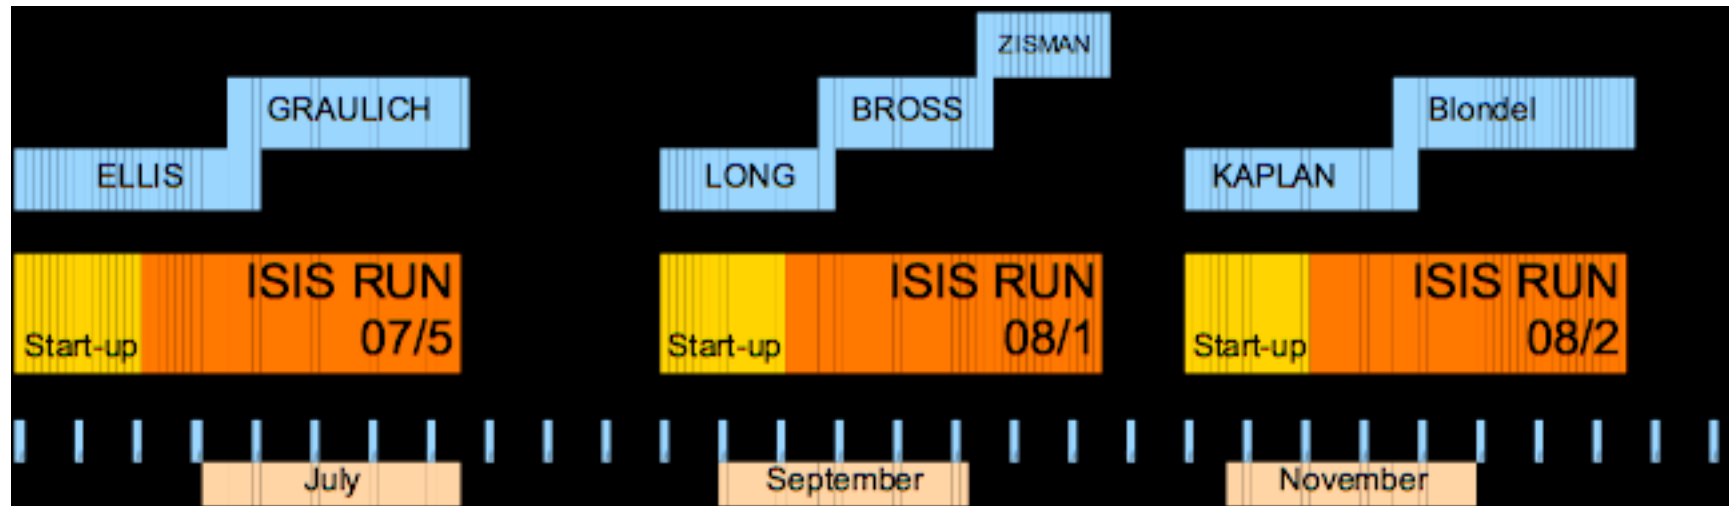 ZISMAN
GRAULICH
BROSS
Blondel
ELLIS
LONG
KAPLAN
ISIS RUN
07/5
Start-up
ISIS RUN
08/1
Start-up
ISIS RUN
08/2
Start-up
July
September
November